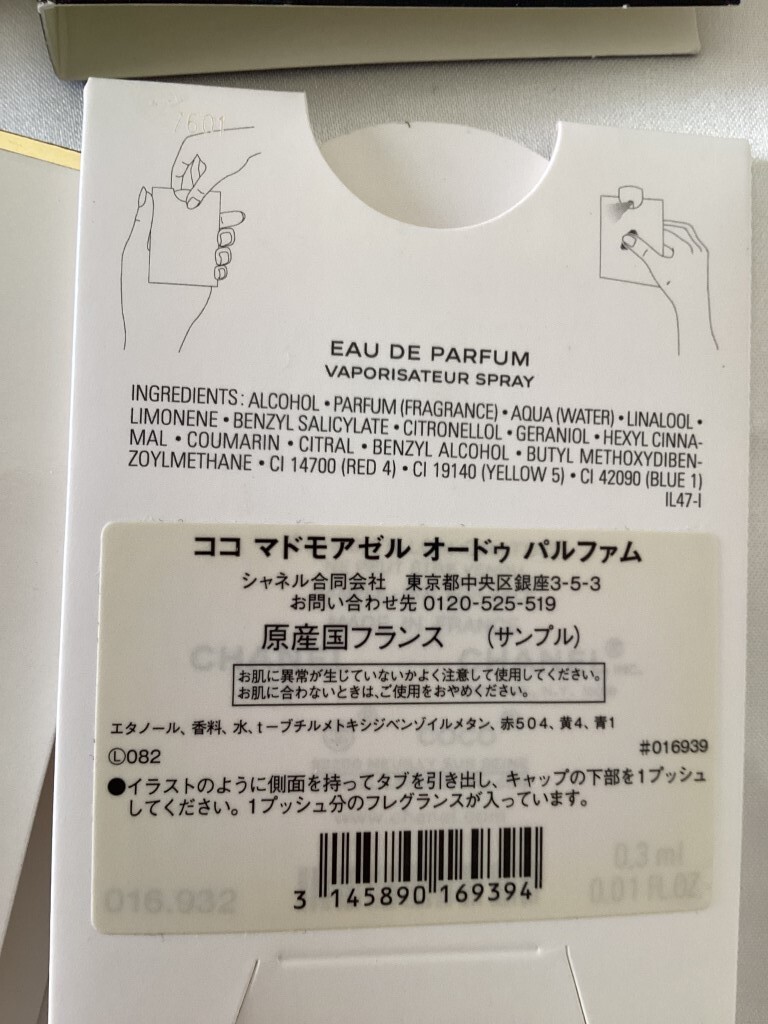 7601
EAU DE PARFUM
VAPORISATEUR SPRAY
INGREDIENTS: ALCOHOL • PARFUM (FRAGRANCE) • AQUA (WATER) • LINALOOL •
LIMONENE • BENZYL SALICYLATE • CITRONELLOL • GERANIOL • HEXYL CINNA-
MAL • COUMARIN • CITRAL • BENZYL ALCOHOL • BUTYL METHOXYDIBEN-
ZOYLMETHANE • CI 14700 (RED 4) • CI 19140 (YELLOW 5) • CI 42090 (BLUE 1)
IL47-I
ココ マドモアゼル オードゥ パルファム
シャネル合同会社 東京都中央区銀座3-5-3
お問い合わせ先 0120-525-519
原産国フランス (サンプル)
お肌に異常が生じていないかよく注意して使用してください。
お肌に合わないときは、ご使用をおやめください。
エタノール、香料、水、t−ブチルメトキシジベンゾイルメタン、赤504、黄4、青1
Ⓛ082 #016939
●イラストのように側面を持ってタブを引き出し、キャップの下部を1プッシュ
してください。1プッシュ分のフレグランスが入っています。
0.3 ml
016.932 0.01 FL.OZ
3 145890 169394